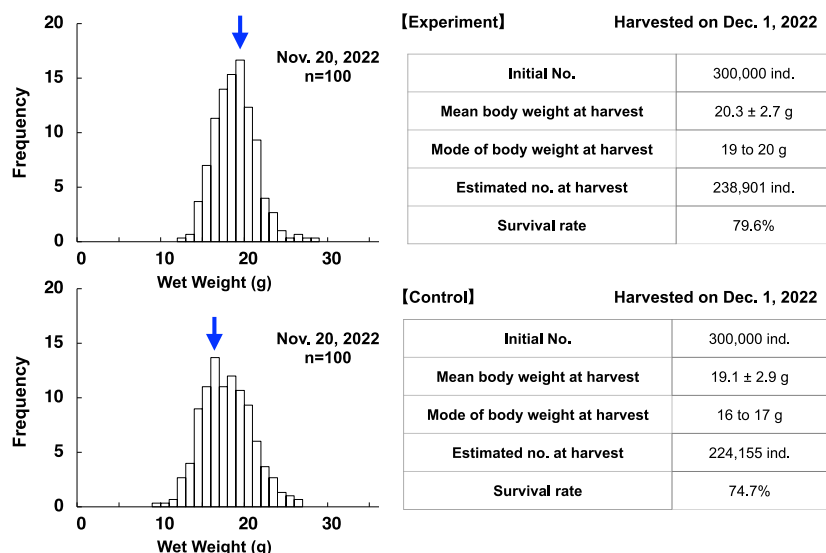 20
15
10
5
0
Frequency
Nov. 20, 2022
n=100
0
10
20
30
Wet Weight (g)
【Experiment】 Harvested on Dec. 1, 2022
Initial No. 300,000 ind.
Mean body weight at harvest 20.3 ± 2.7 g
Mode of body weight at harvest 19 to 20 g
Estimated no. at harvest 238,901 ind.
Survival rate 79.6%
20
15
10
5
0
Frequency
Nov. 20, 2022
n=100
0
10
20
30
Wet Weight (g)
【Control】 Harvested on Dec. 1, 2022
Initial No. 300,000 ind.
Mean body weight at harvest 19.1 ± 2.9 g
Mode of body weight at harvest 16 to 17 g
Estimated no. at harvest 224,155 ind.
Survival rate 74.7%